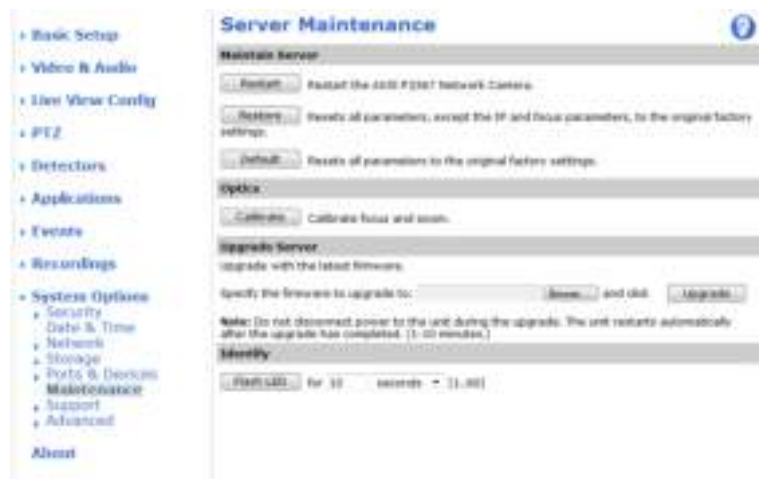 Basic Setup
Video & Audio
Live View Config
PTZ
Detectors
Applications
Events
Recordings
System Options
Security
Date & Time
Network
Storage
Ports & Devices
Maintenance
Support
Advanced
About
Server Maintenance
?
Maintain Server
Restart Restart the AXIS Network Camera.
Restore Resets all parameters, except the IP and focus parameters, to the original factory
settings.
Default Resets all parameters to the original factory settings.
Optics
Calibrate Calibrate focus and zoom.
Upgrade Server
Upgrade with the latest firmware.
Specify the firmware to upgrade to: Browse... and click Upgrade
Note: Do not disconnect power to the unit during the upgrade. The unit restarts automatically
after the upgrade has completed. (1-10 minutes.)
Identify
Flash LED for 10 seconds [1..60]